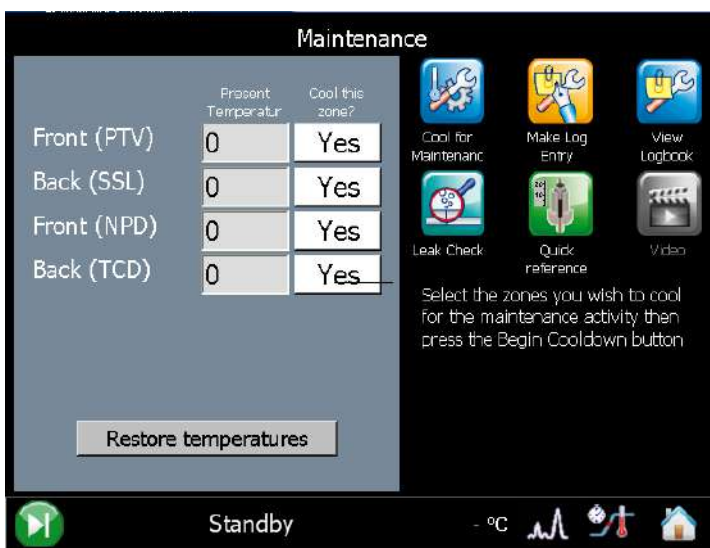 Maintenance
Present Temperatur
Cool this zone?
Front (PTV) 0 Yes
Back (SSL) 0 Yes
Front (NPD) 0 Yes
Back (TCD) 0 Yes
Restore temperatures
Cool for Maintenanc
Make Log Entry
View Logbook
Leak Check
Quick reference
Video
Select the zones you wish to cool
for the maintenance activity then
press the Begin Cooldown button
Standby
- ºC